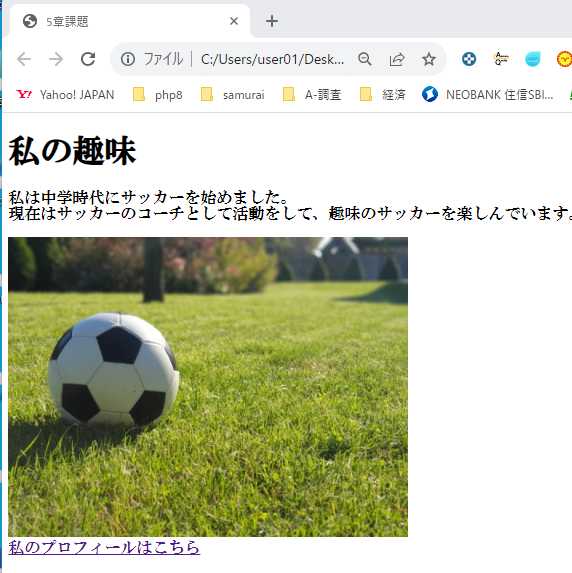 5章課題
ファイル C:/Users/user01/Desk...
Yahoo! JAPAN php8 samurai A-調査 経済 NEOBANK 住信SBI...
私の趣味
私は中学時代にサッカーを始めました。
現在はサッカーのコーチとして活動をして、趣味のサッカーを楽しんでいます。
私のプロフィールはこちら